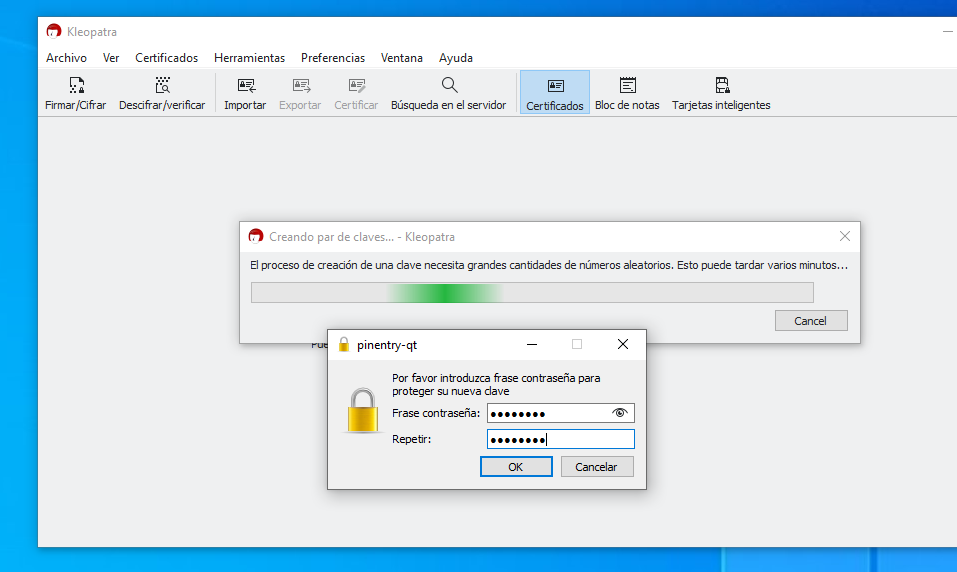 Kleopatra
Archivo Ver Certificados Herramientas Preferencias Ventana Ayuda
Firmar/Cifrar Descifrar/verificar Importar Exportar Certificar Búsqueda en el servidor Certificados Bloc de notas Tarjetas inteligentes
Creando par de claves... - Kleopatra
El proceso de creación de una clave necesita grandes cantidades de números aleatorios. Esto puede tardar varios minutos...
Cancel
pinentry-qt
Por favor introduzca frase contraseña para
proteger su nueva clave
Frase contraseña: ●●●●●●●●
Repetir: ●●●●●●●●
OK Cancelar